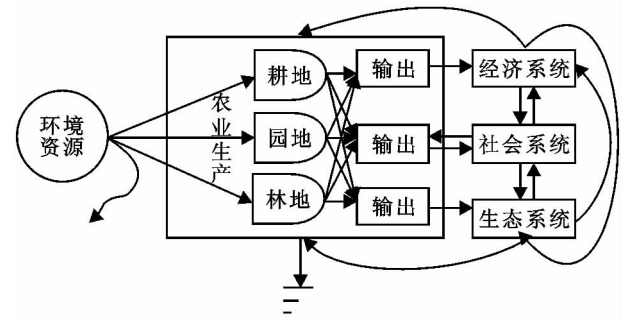 环境
资源
农业生产
耕地
园地
林地
输出
输出
输出
经济系统
社会系统
生态系统